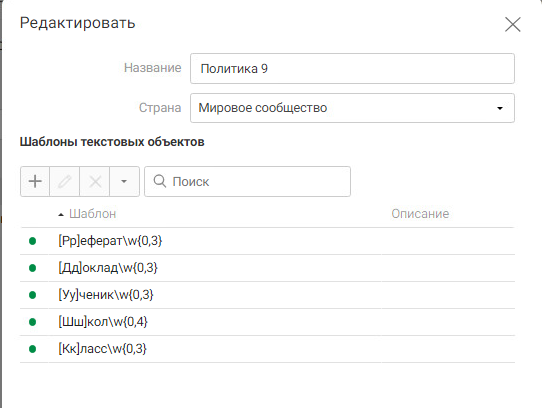 Редактировать
Название Политика 9
Страна Мировое сообщество
Шаблоны текстовых объектов
Поиск
Шаблон Описание
[Рр]еферат\w{0,3}
[Дд]оклад\w{0,3}
[Уу]ченик\w{0,3}
[Шш]кол\w{0,4}
[Кк]ласс\w{0,3}